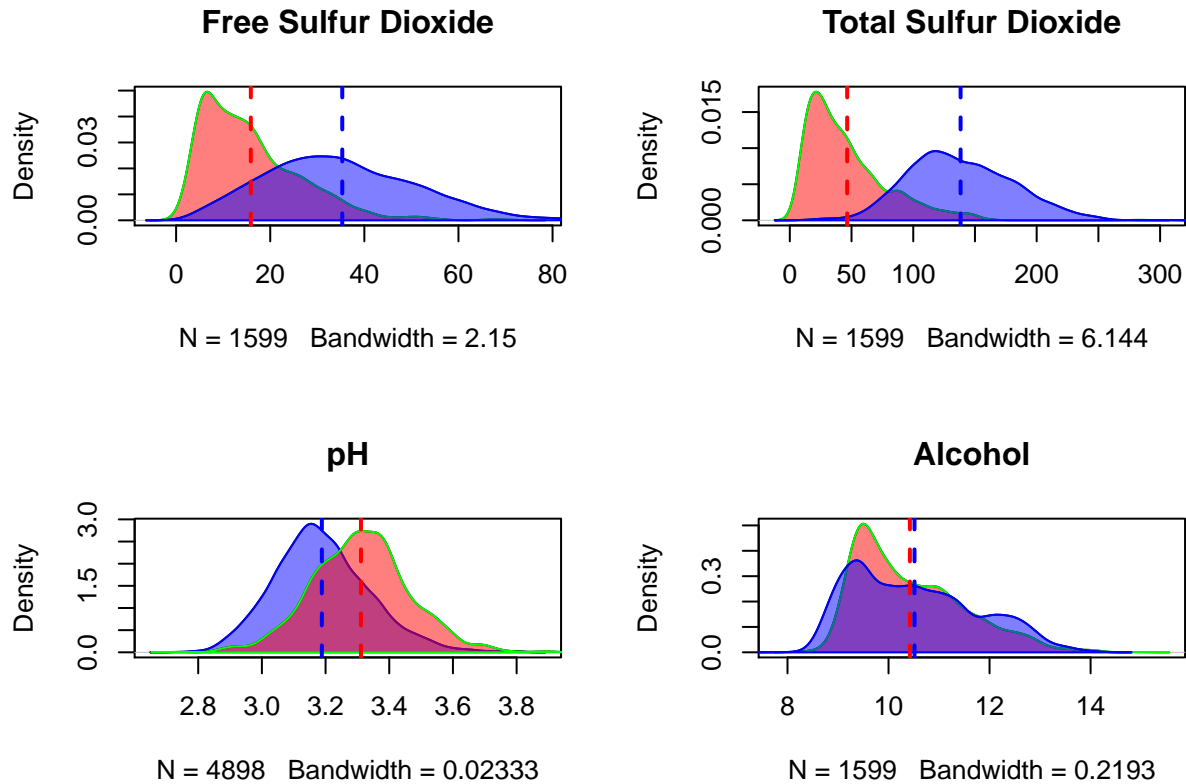 Free Sulfur Dioxide
Density
0.00 0.03
0 20 40 60 80
N = 1599 Bandwidth = 2.15
Total Sulfur Dioxide
Density
0.000 0.015
0 50 100 200 300
N = 1599 Bandwidth = 6.144
pH
Density
0.0 1.5 3.0
2.8 3.0 3.2 3.4 3.6 3.8
N = 4898 Bandwidth = 0.02333
Alcohol
Density
0.0 0.3
8 10 12 14
N = 1599 Bandwidth = 0.2193